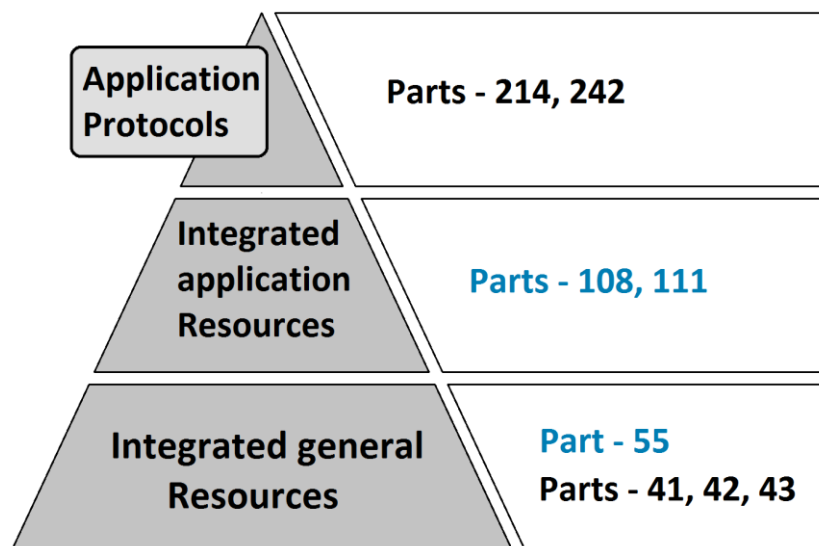 Application
Protocols
Parts - 214, 242
Integrated
application
Resources
Parts - 108, 111
Integrated general
Resources
Part - 55
Parts - 41, 42, 43